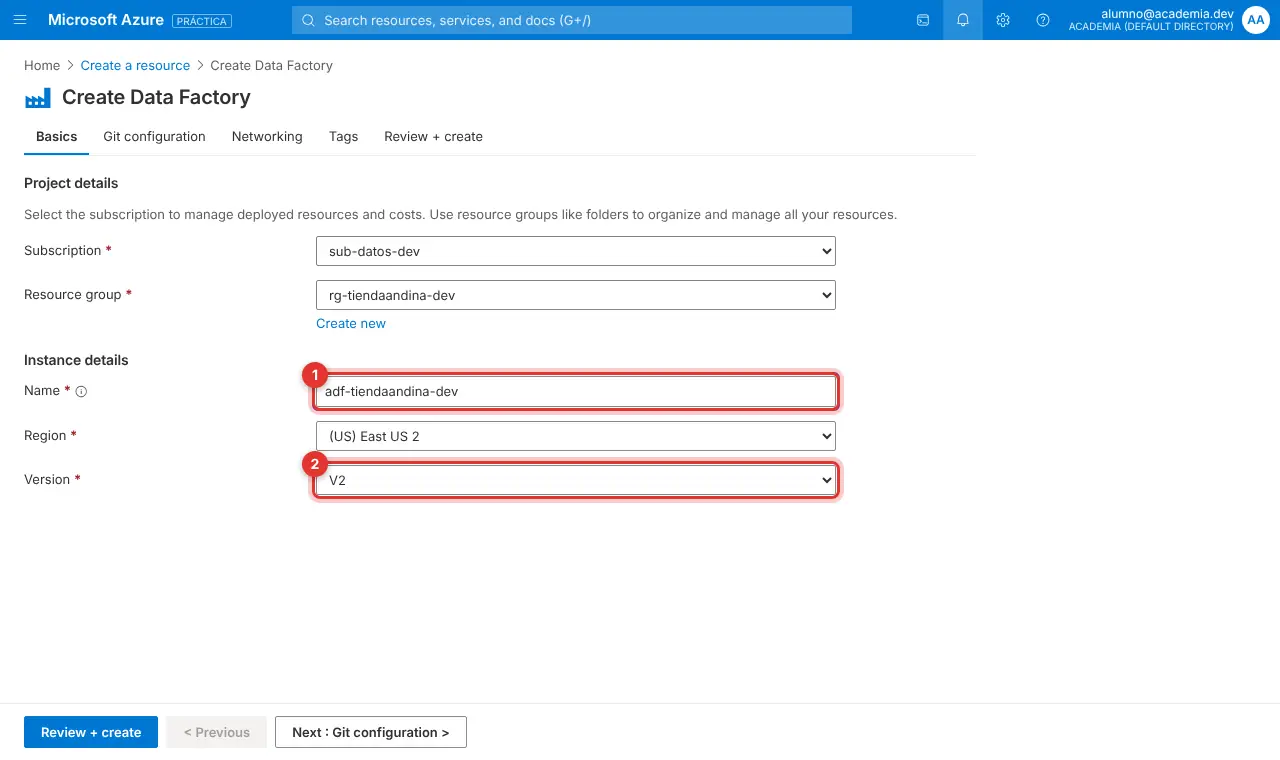 Microsoft Azure PRÁCTICA Search resources, services, and docs (G+/) alumno@academia.dev
ACADEMIA (DEFAULT DIRECTORY) AA
Home > Create a resource > Create Data Factory
Create Data Factory
Basics Git configuration Networking Tags Review + create
Project details
Select the subscription to manage deployed resources and costs. Use resource groups like folders to organize and manage all your resources.
Subscription * sub-datos-dev
Resource group * rg-tiendaandina-dev
Create new
Instance details
1
Name * adf-tiendaandina-dev
Region * (US) East US 2
2
Version * V2
Review + create < Previous Next : Git configuration >